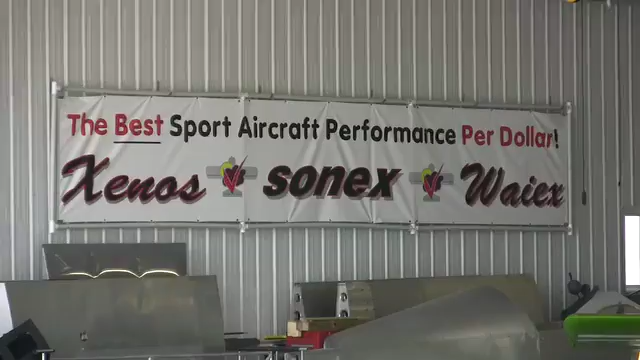 The Best Sport Aircraft Performance Per Dollar!
Xenos sonex Waiex